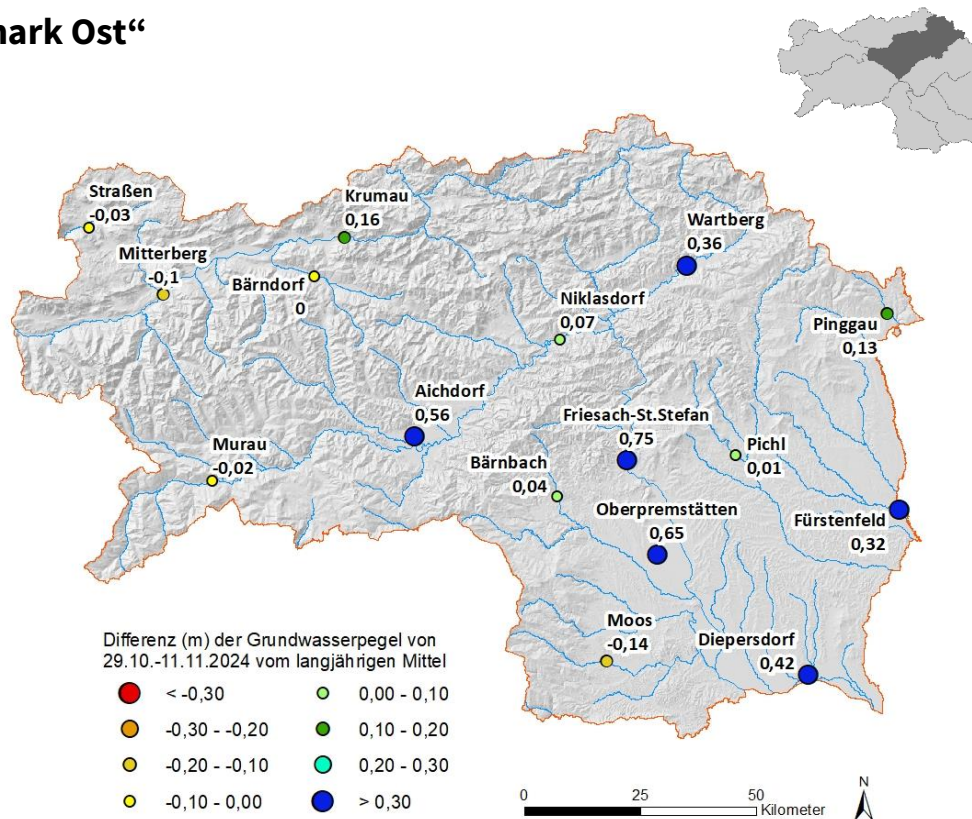 nark Ost“
Straßen
-0,03
Krumau
0,16
Wartberg
0,36
Mitterberg
-0,1
Bärndorf
0
Niklasdorf
0,07
Pinggau
0,13
Aichdorf
0,56
Friesach-St.Stefan
0,75
Pichl
0,01
Murau
-0,02
Bärnbach
0,04
Oberpremstätten
0,65
Fürstenfeld
0,32
Moos
-0,14
Diepersdorf
0,42
Differenz (m) der Grundwasserpegel von
29.10.-11.11.2024 vom langjährigen Mittel
< -0,30
-0,30 - -0,20
-0,20 - -0,10
-0,10 - 0,00
0,00 - 0,10
0,10 - 0,20
0,20 - 0,30
> 0,30
0 25 50
Kilometer
N